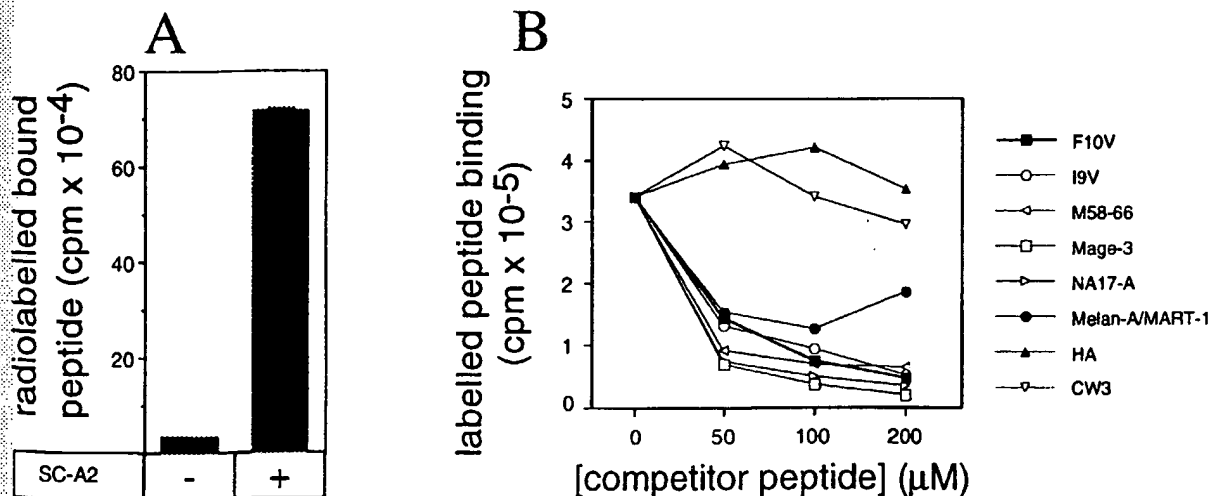 A
80
60
40
20
radiolabelled bound
peptide (cpm x 10-4)
SC-A2 - +
B
5
4
3
2
1
0
labelled peptide binding
(cpm x 10-5)
0 50 100 200
[competitor peptide] (μM)
F10V
I9V
M58-66
Mage-3
NA17-A
Melan-A/MART-1
HA
CW3